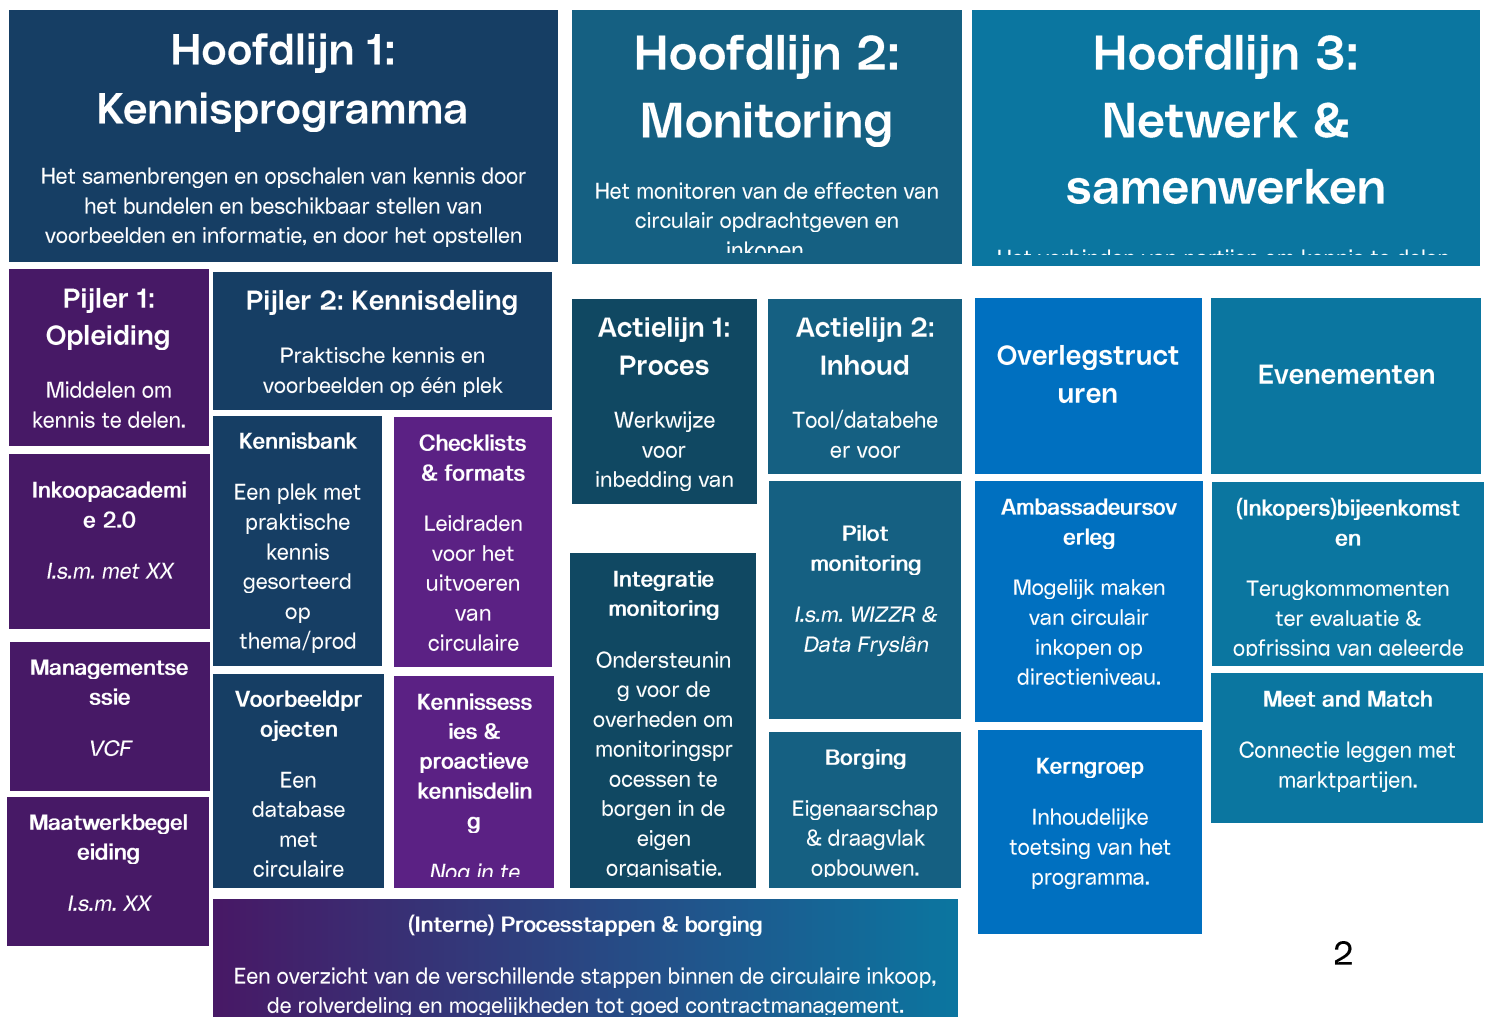 Hoofdlijn 1:
Kennisprogramma
Het samenbrengen en opschalen van kennis door
het bundelen en beschikbaar stellen van
voorbeelden en informatie, en door het opstellen
Hoofdlijn 2:
Monitoring
Het monitoren van de effecten van
circulair opdrachtgeven en
inkopen
Hoofdlijn 3:
Netwerk &
samenwerken
Het verbinden van partijen om kennis te delen
Pijler 1:
Opleiding
Middelen om
kennis te delen.
Inkoopacademi
e 2.0
I.s.m. met XX
Managementse
ssie
VCF
Maatwerkbegel
eiding
I.s.m. XX
Pijler 2: Kennisdeling
Praktische kennis en
voorbeelden op één plek
Kennisbank
Een plek met
praktische
kennis
gesorteerd
op
thema/prod
Voorbeeldpr
ojecten
Een
database
met
circulaire
Checklists
& formats
Leidraden
voor het
uitvoeren
van
circulaire
Kennissess
ies &
proactieve
kennisdelin
g
Nog in te
Actielijn 1:
Proces
Werkwijze
voor
inbedding van
Integratie
monitoring
Ondersteunin
g voor de
overheden om
monitoringspr
ocessen te
borgen in de
eigen
organisatie.
Actielijn 2:
Inhoud
Tool/databehe
er voor
Pilot
monitoring
I.s.m. WIZZR &
Data Fryslân
Borging
Eigenaarschap
& draagvlak
opbouwen.
Overlegstruct
uren
Ambassadeursov
erleg
Mogelijk maken
van circulair
inkopen op
directieniveau.
Kerngroep
Inhoudelijke
toetsing van het
programma.
Evenementen
(Inkopers)bijeenkomst
en
Terugkommomenten
ter evaluatie &
opfrissing van geleerde
Meet and Match
Connectie leggen met
marktpartijen.
(Interne) Processtappen & borging
Een overzicht van de verschillende stappen binnen de circulaire inkoop,
de rolverdeling en mogelijkheden tot goed contractmanagement.
2